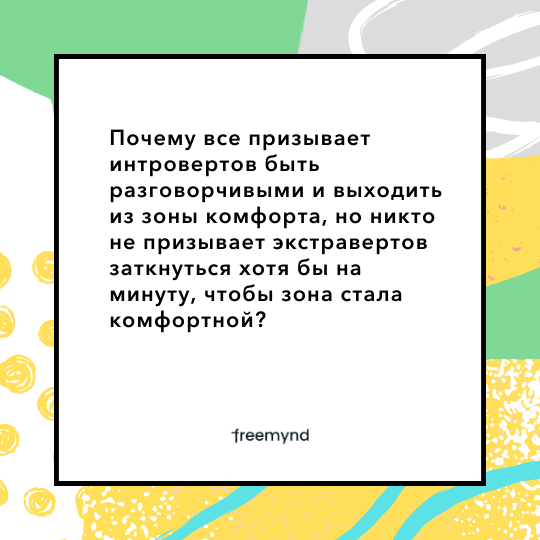 Почему все призывает
интровертов быть
разговорчивыми и выходить
из зоны комфорта, но никто
не призывает экстравертов
заткнуться хотя бы на
минуту, чтобы зона стала
комфортной?
freemynd